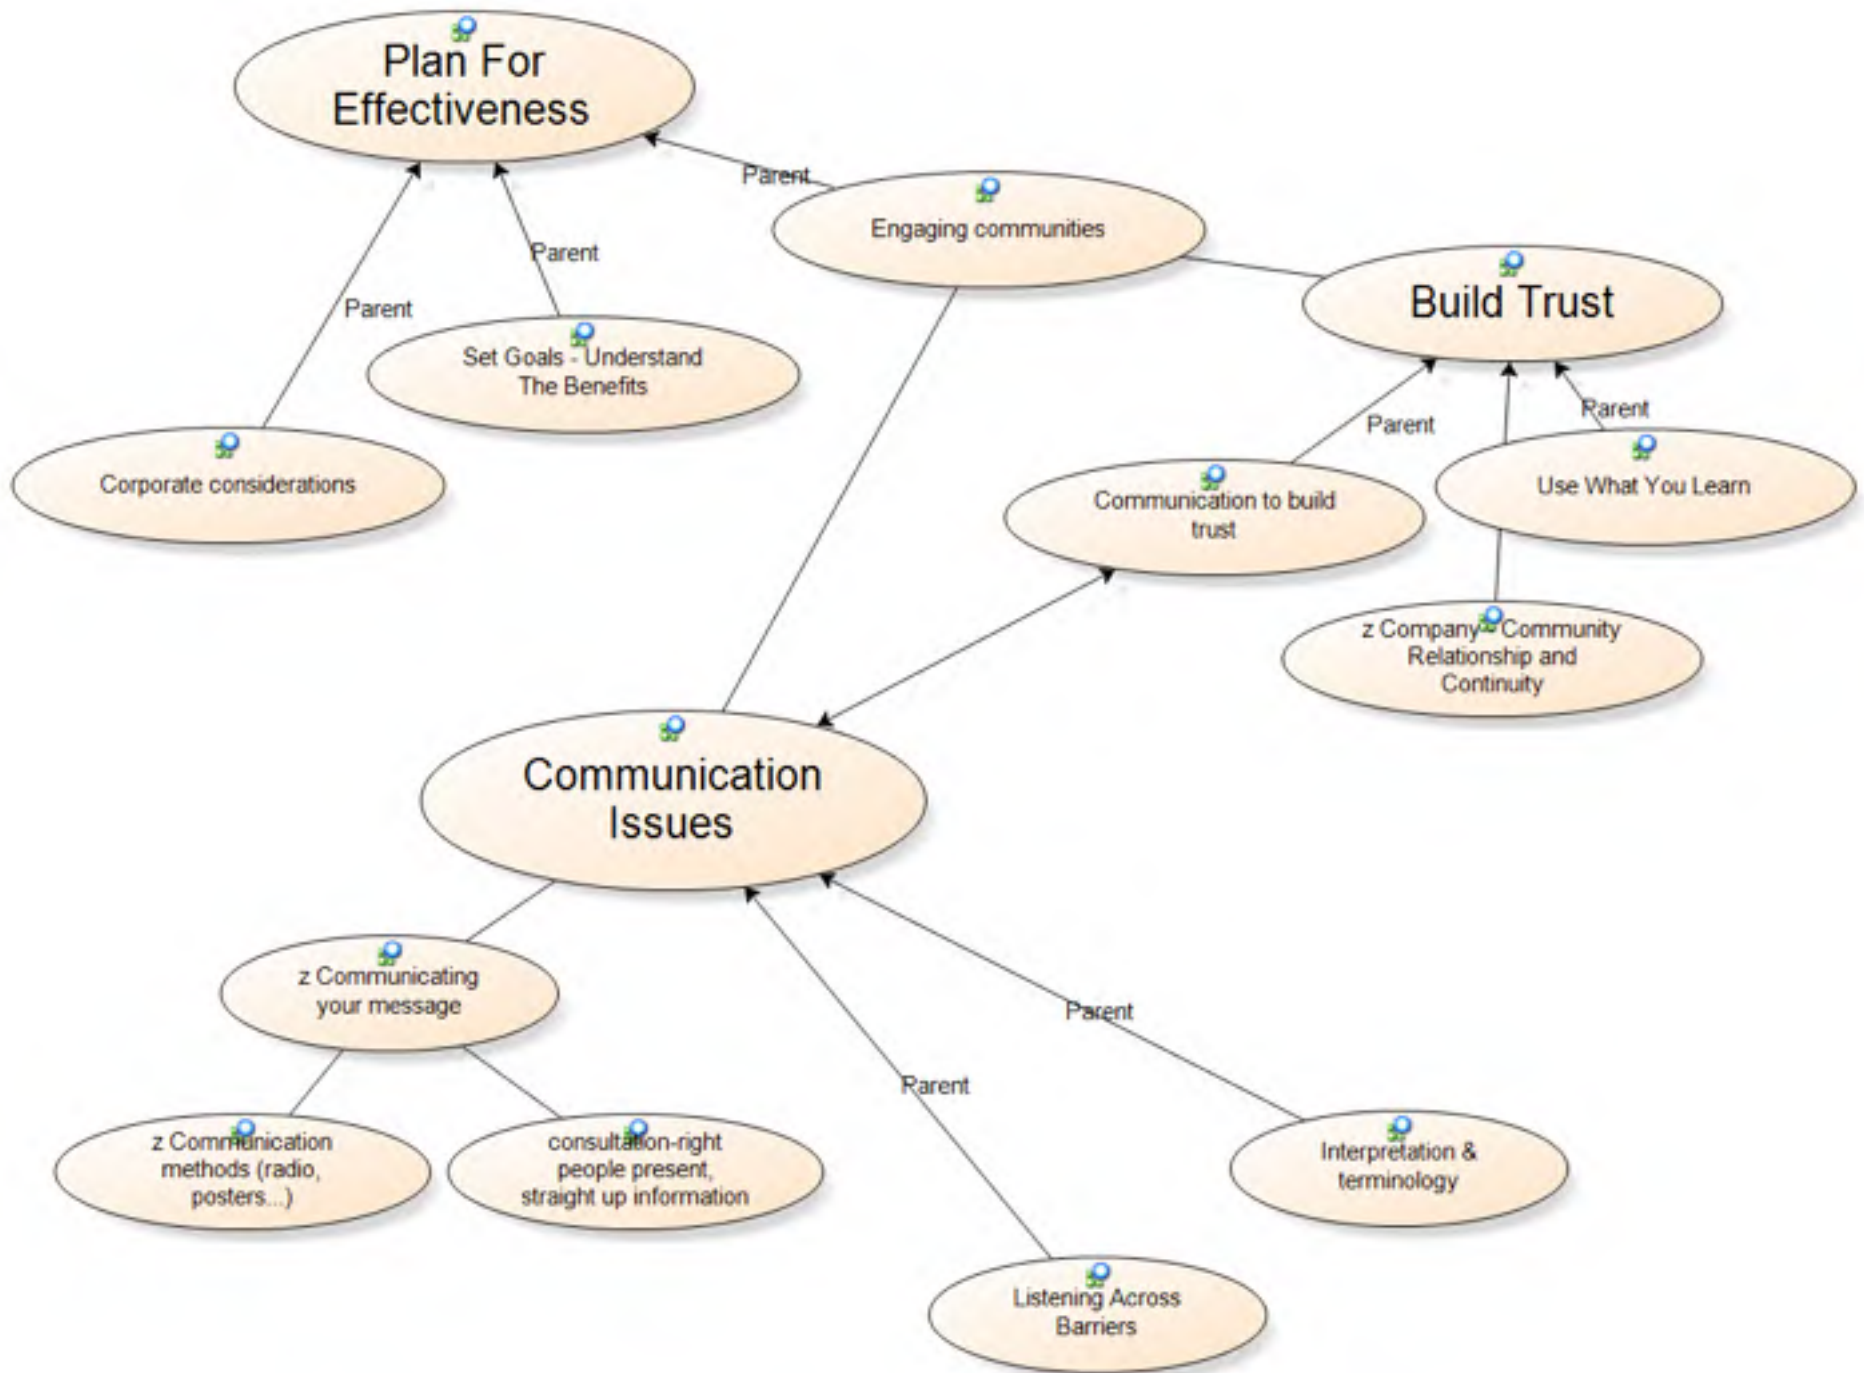 Plan For
Effectiveness
Parent
Engaging communities
Parent
Build Trust
Parent
Set Goals - Understand
The Benefits
Parent
Parent
Corporate considerations
Communication to build
trust
Use What You Learn
z Company - Community
Relationship and
Continuity
Communication
Issues
z Communicating
your message
Parent
Parent
z Communication
methods (radio,
posters...)
consultation-right
people present,
straight up information
Interpretation &
terminology
Listening Across
Barriers